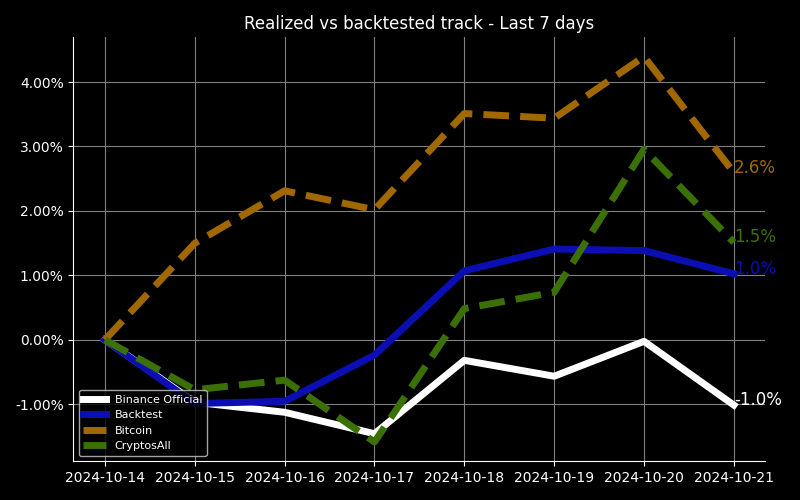 Realized vs backtested track - Last 7 days
4.00%
3.00%
2.00%
1.00%
0.00%
-1.00%
2.6%
1.5%
1.0%
-1.0%
Binance Official
Backtest
Bitcoin
CryptosAll
2024-10-14 2024-10-15 2024-10-16 2024-10-17 2024-10-18 2024-10-19 2024-10-20 2024-10-21